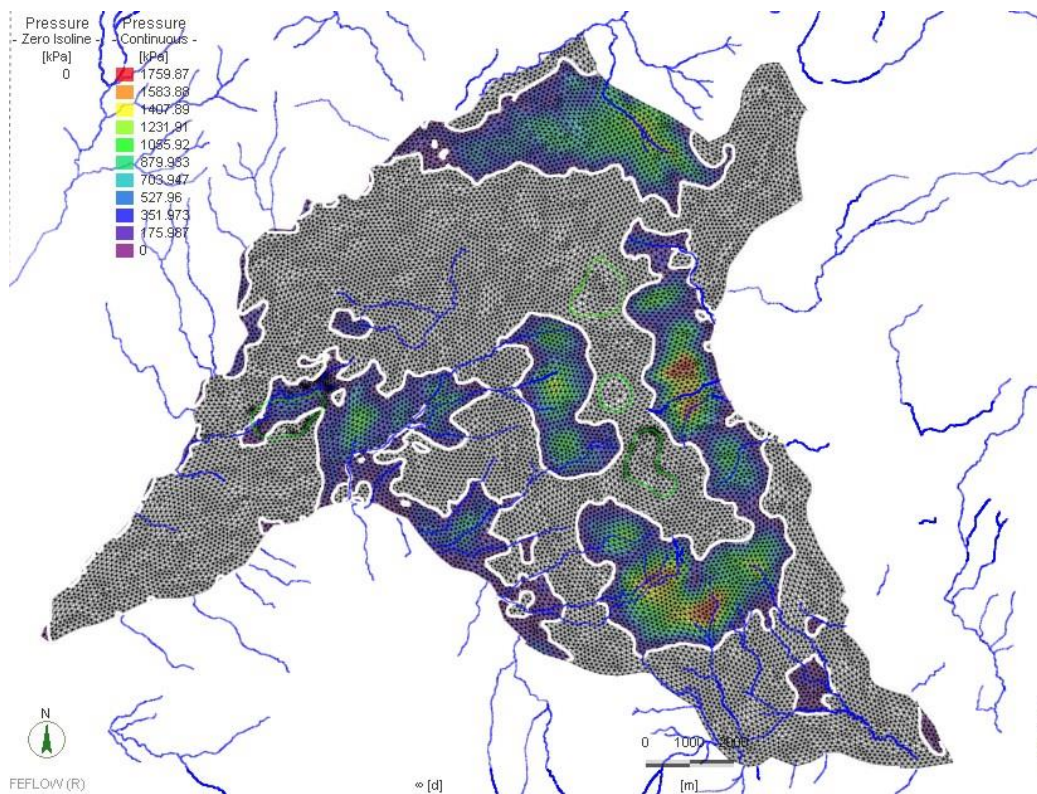 Pressure
- Zero Isoline -
[kPa]
0
Pressure
- Continuous -
[kPa]
1759.87
1583.88
1407.89
1231.91
1055.92
879.933
703.947
527.96
351.973
175.987
0
N
FEFLOW (R)
∞ [d]
0 1000
[m]